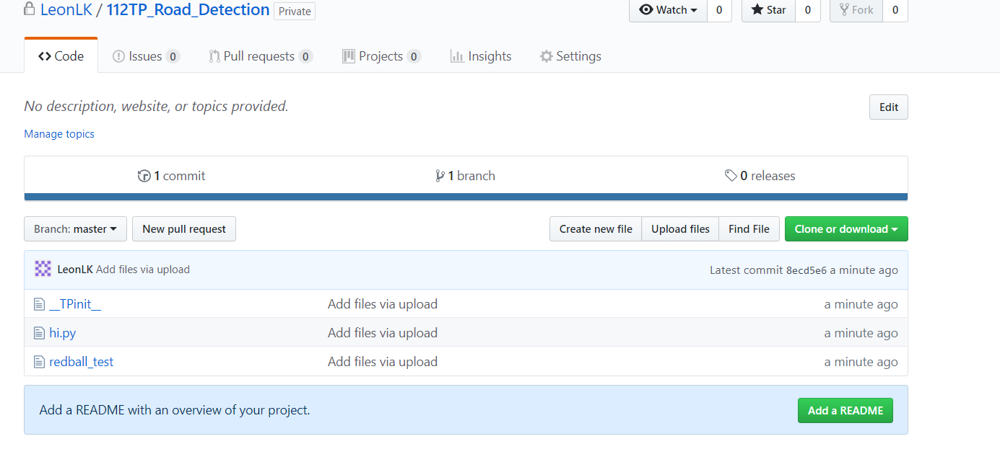 LeonLK / 112TP_Road_Detection Private Watch 0 Star 0 Fork 0
Code Issues 0 Pull requests 0 Projects 0 Insights Settings
No description, website, or topics provided. Edit
Manage topics
1 commit 1 branch 0 releases
Branch: master New pull request Create new file Upload files Find File Clone or download
LeonLK Add files via upload Latest commit 8ecd5e6 a minute ago
__TPinit__ Add files via upload a minute ago
hi.py Add files via upload a minute ago
redball_test Add files via upload a minute ago
Add a README with an overview of your project. Add a README